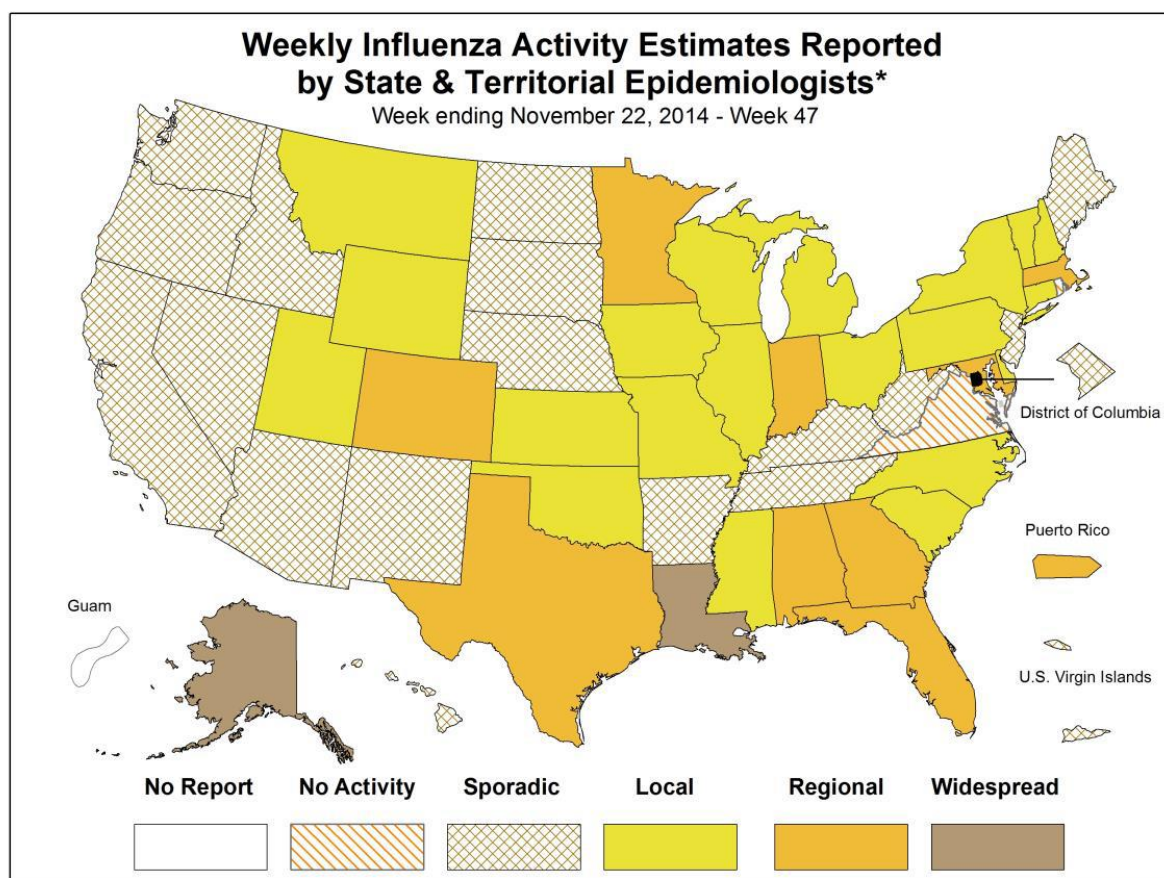 Weekly Influenza Activity Estimates Reported
by State & Territorial Epidemiologists*
Week ending November 22, 2014 - Week 47
District of Columbia
Puerto Rico
Guam
U.S. Virgin Islands
No Report
No Activity
Sporadic
Local
Regional
Widespread